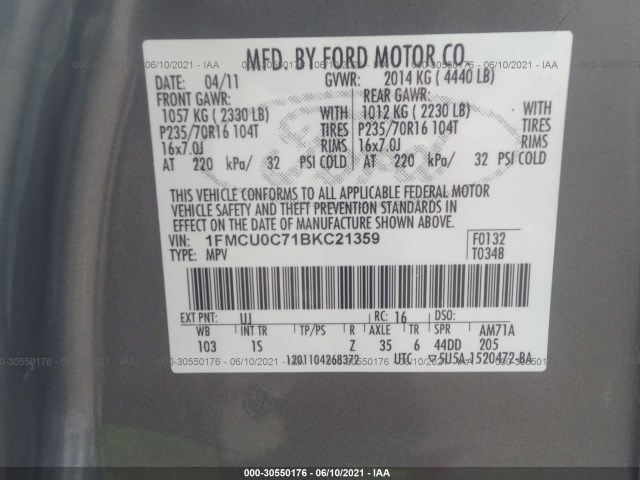 MFD. BY FORD MOTOR CO.
DATE: 04/11 GVWR: 2014 KG (4440 LB)
FRONT GAWR: REAR GAWR:
1057 KG (2330 LB) WITH 1012 KG (2230 LB) WITH
P235/70R16 104T TIRES P235/70R16 104T TIRES
16x7.0J RIMS 16x7.0J RIMS
AT 220 kPa/ 32 PSI COLD AT 220 kPa/ 32 PSI COLD
THIS VEHICLE CONFORMS TO ALL APPLICABLE FEDERAL MOTOR
VEHICLE SAFETY AND THEFT PREVENTION STANDARDS IN
EFFECT ON THE DATE OF MANUFACTURE SHOWN ABOVE.
VIN: 1FMCU0C71BKC21359 F0132
TYPE: MPV T0348
EXT PNT: UJ RC: 16 DSO:
WB INT TR TP/PS R AXLE TR SPR AM71A
103 1S Z 35 6 44DD 205
1201104268372 UTC ▽5U5A-1520472-BA
000-30550176 - 06/10/2021 - IAA